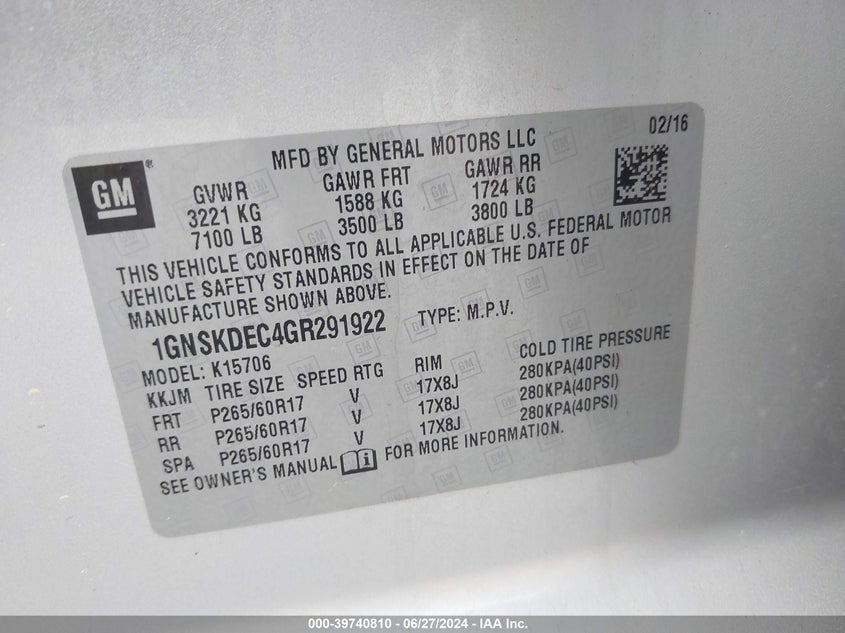 02/16
GM®
MFD BY GENERAL MOTORS LLC
GVWR GAWR FRT GAWR RR
3221 KG 1588 KG 1724 KG
7100 LB 3500 LB 3800 LB
THIS VEHICLE CONFORMS TO ALL APPLICABLE U.S. FEDERAL MOTOR
VEHICLE SAFETY STANDARDS IN EFFECT ON THE DATE OF
MANUFACTURE SHOWN ABOVE.
1GNSKDEC4GR291922 TYPE: M.P.V.
MODEL: K15706
KKJM TIRE SIZE SPEED RTG RIM COLD TIRE PRESSURE
FRT P265/60R17 V 17X8J 280KPA(40PSI)
RR P265/60R17 V 17X8J 280KPA(40PSI)
SPA P265/60R17 V 17X8J 280KPA(40PSI)
SEE OWNER'S MANUAL FOR MORE INFORMATION.
000-39740810 - 06/27/2024 - IAA Inc.